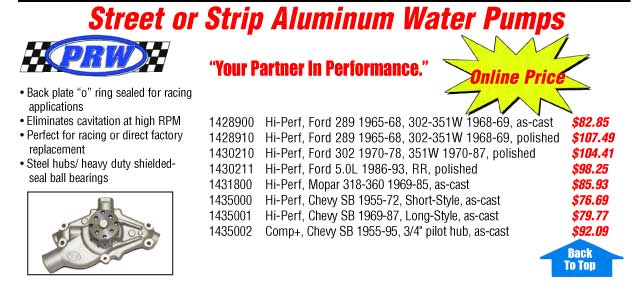 Street or Strip Aluminum Water Pumps
PRW
"Your Partner In Performance."
Online Price
• Back plate "o" ring sealed for racing
applications
• Eliminates cavitation at high RPM
• Perfect for racing or direct factory
replacement
• Steel hubs/ heavy duty shielded-
seal ball bearings
1428900 Hi-Perf, Ford 289 1965-68, 302-351W 1968-69, as-cast $82.85
1428910 Hi-Perf, Ford 289 1965-68, 302-351W 1968-69, polished $107.49
1430210 Hi-Perf, Ford 302 1970-78, 351W 1970-87, polished $104.41
1430211 Hi-Perf, Ford 5.0L 1986-93, RR, polished $98.25
1431800 Hi-Perf, Mopar 318-360 1969-85, as-cast $85.93
1435000 Hi-Perf, Chevy SB 1955-72, Short-Style, as-cast $76.69
1435001 Hi-Perf, Chevy SB 1969-87, Long-Style, as-cast $79.77
1435002 Comp+, Chevy SB 1955-95, 3/4" pilot hub, as-cast $92.09
Back
To Top